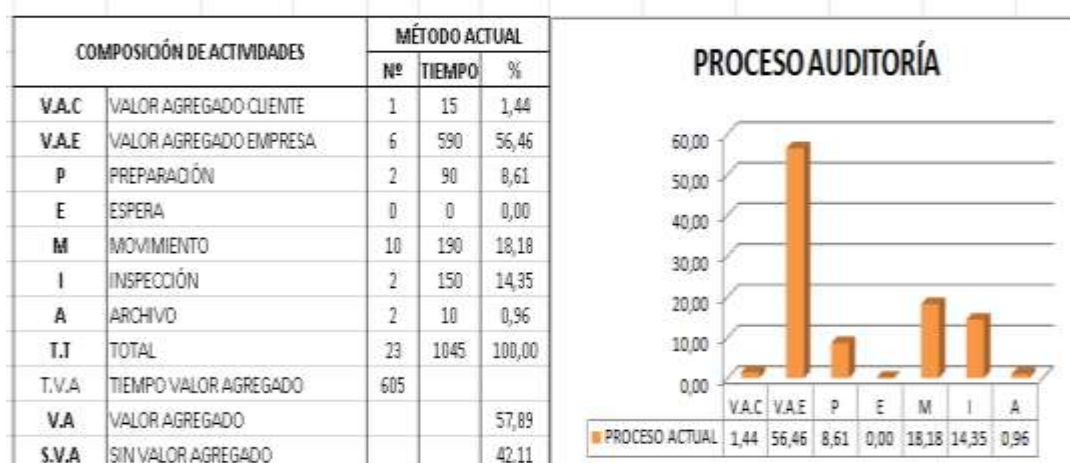 COMPOSICIÓN DE ACTIVIDADES MÉTODO ACTUAL
Nº TIEMPO %
V.A.C VALOR AGREGADO CLIENTE 1 15 1,44
V.A.E VALOR AGREGADO EMPRESA 6 590 56,46
P PREPARACIÓN 2 90 8,61
E ESPERA 0 0 0,00
M MOVIMIENTO 10 190 18,18
I INSPECCIÓN 2 150 14,35
A ARCHIVO 2 10 0,96
T.T TOTAL 23 1045 100,00
T.V.A TIEMPO VALOR AGREGADO 605
V.A VALOR AGREGADO 57,89
S.V.A SIN VALOR AGREGADO 42,11
PROCESO AUDITORÍA
60,00
50,00
40,00
30,00
20,00
10,00
0,00
V.A.C V.A.E P E M I A
PROCESO ACTUAL 1,44 56,46 8,61 0,00 18,18 14,35 0,96